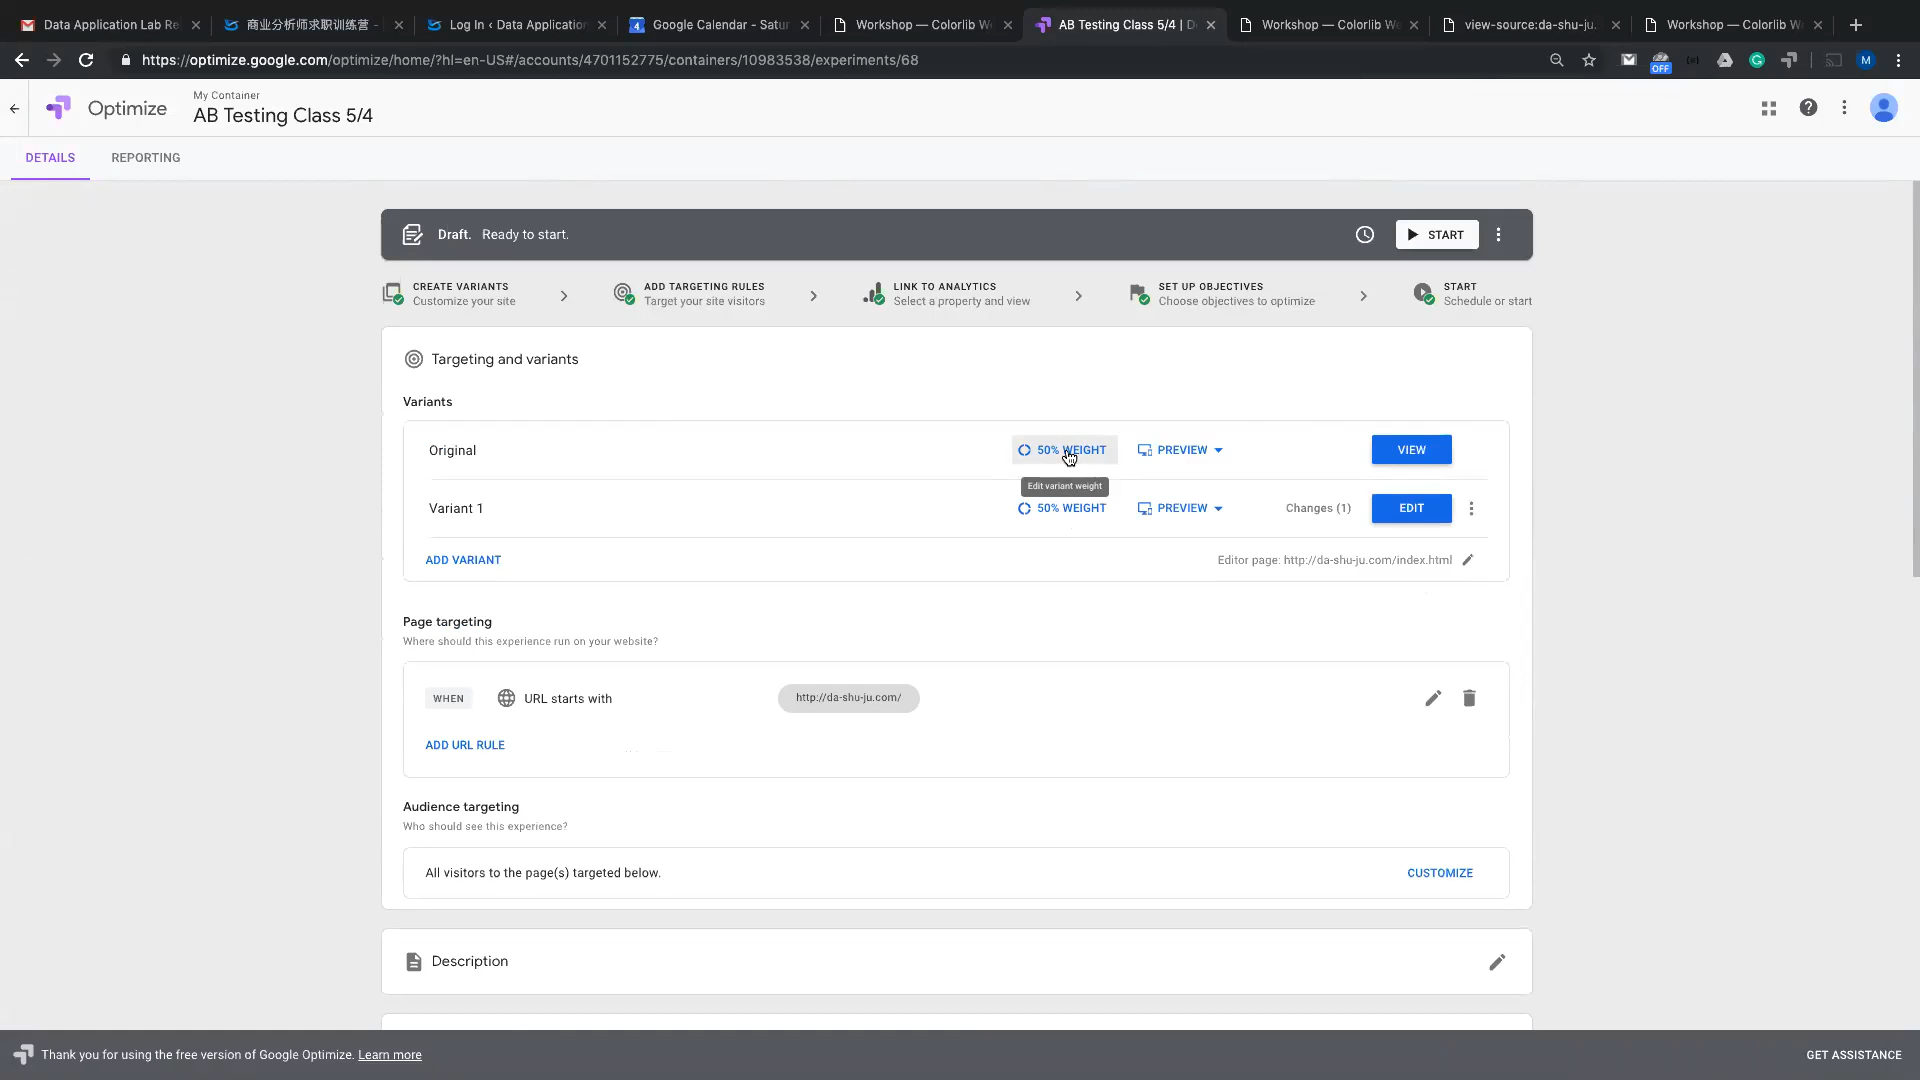 Data Application Lab Re
商业分析师求职训练营 -
Log In ‹ Data Application
Google Calendar - Satur
Workshop — Colorlib W
AB Testing Class 5/4 | D
Workshop — Colorlib Wo
view-source:da-shu-ju.
Workshop — Colorlib W
https://optimize.google.com/optimize/home/?hl=en-US#/accounts/4701152775/containers/10983538/experiments/68
OFF
M
Optimize
My Container
AB Testing Class 5/4
DETAILS
REPORTING
Draft. Ready to start.
START
CREATE VARIANTS
Customize your site
ADD TARGETING RULES
Target your site visitors
LINK TO ANALYTICS
Select a property and view
SET UP OBJECTIVES
Choose objectives to optimize
START
Schedule or start
Targeting and variants
Variants
Original
50% WEIGHT
PREVIEW
VIEW
Edit variant weight
Variant 1
50% WEIGHT
PREVIEW
Changes (1)
EDIT
ADD VARIANT
Editor page: http://da-shu-ju.com/index.html
Page targeting
Where should this experience run on your website?
WHEN
URL starts with
http://da-shu-ju.com/
ADD URL RULE
Audience targeting
Who should see this experience?
All visitors to the page(s) targeted below.
CUSTOMIZE
Description
Thank you for using the free version of Google Optimize. Learn more
GET ASSISTANCE